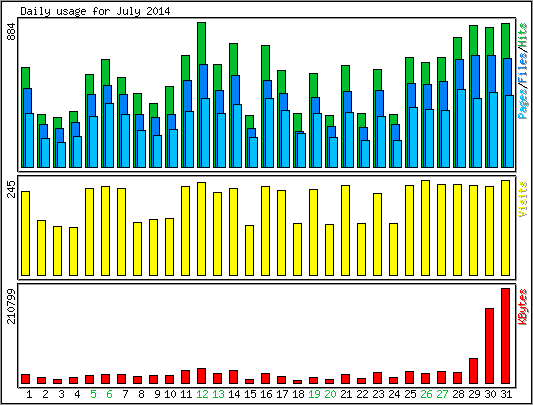 Daily usage for July 2014
884
Pages/Files/Hits
245
Visits
210799
KBytes
1 2 3 4 5 6 7 8 9 10 11 12 13 14 15 16 17 18 19 20 21 22 23 24 25 26 27 28 29 30 31